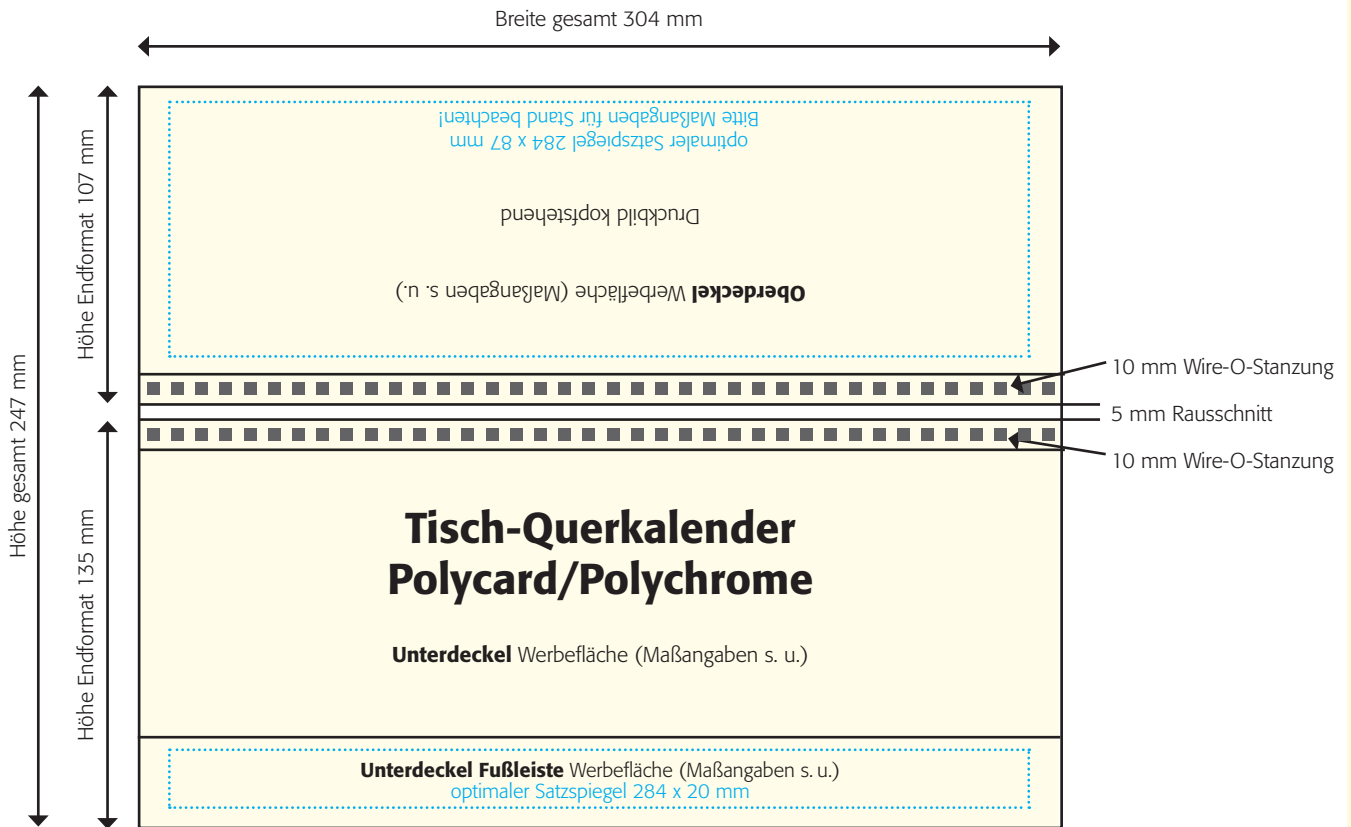 Breite gesamt 304 mm
Höhe gesamt 247 mm
Höhe Endformat 107 mm
Oberdeckel Werbefläche (Maßangaben s. u.)
Druckbild kopfstehend
optimaler Satzspiegel 284 x 87 mm
Bitte Maßangaben für Stand beachten!
10 mm Wire-O-Stanzung
5 mm Rausschnitt
10 mm Wire-O-Stanzung
Höhe Endformat 135 mm
Tisch-Querkalender
Polycard/Polychrome
Unterdeckel Werbefläche (Maßangaben s. u.)
Unterdeckel Fußleiste Werbefläche (Maßangaben s. u.)
optimaler Satzspiegel 284 x 20 mm